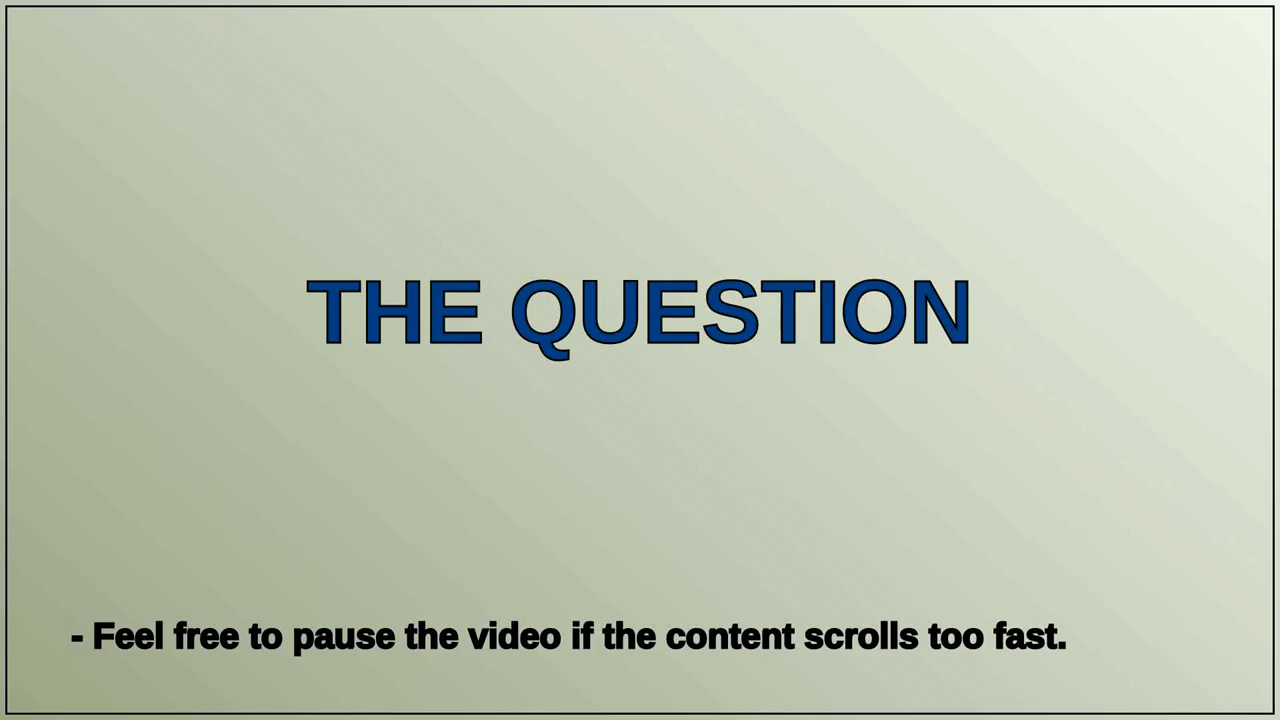 THE QUESTION
- Feel free to pause the video if the content scrolls too fast.